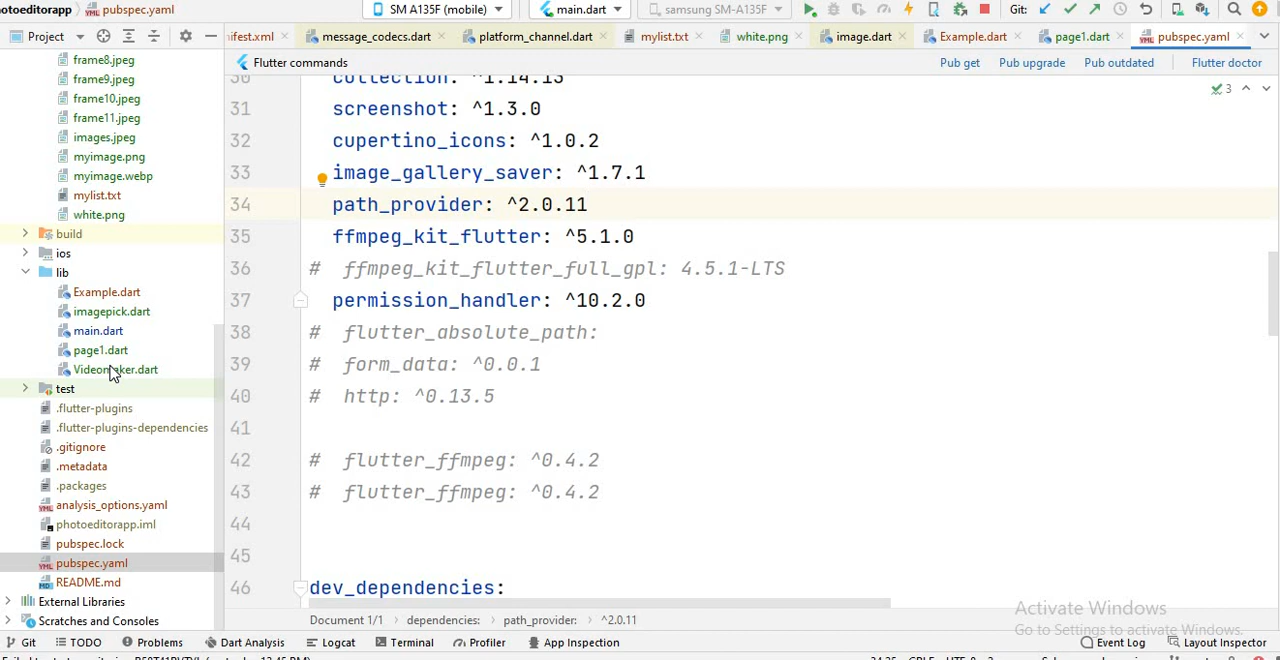 hotoeditorapp pubspec.yaml SM A135F (mobile) main.dart samsung SM-A135F Git:
Project ifest.xml message_codecs.dart platform_channel.dart mylist.txt white.png image.dart Example.dart page1.dart pubspec.yaml
Flutter commands Pub get Pub upgrade Pub outdated Flutter doctor
frame8.jpeg
frame9.jpeg
frame10.jpeg
frame11.jpeg
images.jpeg
myimage.png
myimage.webp
mylist.txt
white.png
build
ios
lib
Example.dart
imagepick.dart
main.dart
page1.dart
Videomaker.dart
test
.flutter-plugins
.flutter-plugins-dependencies
.gitignore
.metadata
.packages
analysis_options.yaml
photoeditorapp.iml
pubspec.lock
pubspec.yaml
README.md
External Libraries
Scratches and Consoles
3
30 collection: ^1.14.13
31 screenshot: ^1.3.0
32 cupertino_icons: ^1.0.2
33 image_gallery_saver: ^1.7.1
34 path_provider: ^2.0.11
35 ffmpeg_kit_flutter: ^5.1.0
36 # ffmpeg_kit_flutter_full_gpl: 4.5.1-LTS
37 permission_handler: ^10.2.0
38 # flutter_absolute_path:
39 # form_data: ^0.0.1
40 # http: ^0.13.5
41
42 # flutter_ffmpeg: ^0.4.2
43 # flutter_ffmpeg: ^0.4.2
44
45
46 dev_dependencies:
Activate Windows
Go to Settings to activate Windows.
Document 1/1 dependencies: path_provider: ^2.0.11
Git TODO Problems Dart Analysis Logcat Terminal Profiler App Inspection Event Log Layout Inspector